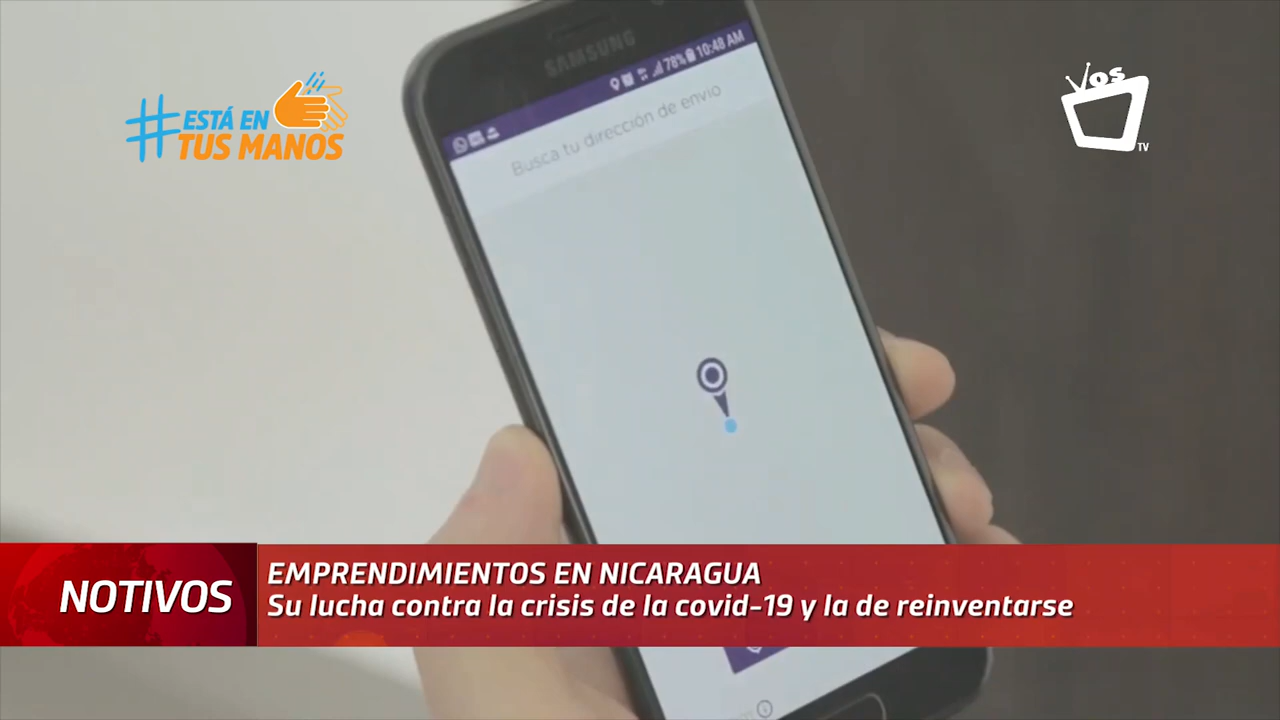 SAMSUNG
78% 10:48 AM
Busca tu dirección de envío
#ESTÁ EN
TUS MANOS
VOS
TV
NOTIVOS
EMPRENDIMIENTOS EN NICARAGUA
Su lucha contra la crisis de la covid-19 y la de reinventarse